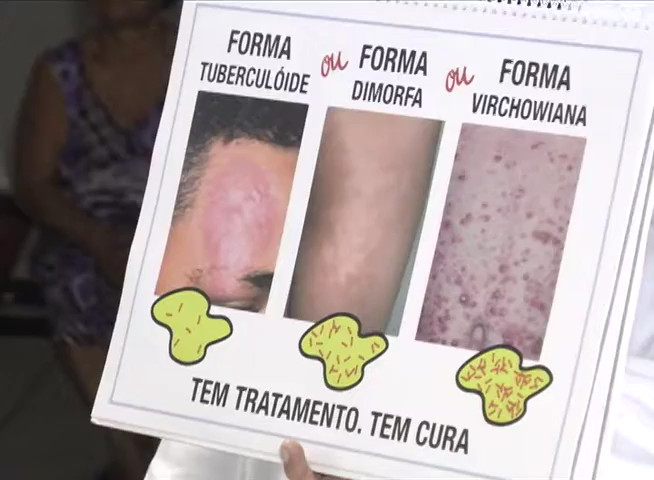 FORMA
TUBERCULÓIDE
ou
FORMA
DIMORFA
ou
FORMA
VIRCHOWIANA
TEM TRATAMENTO. TEM CURA